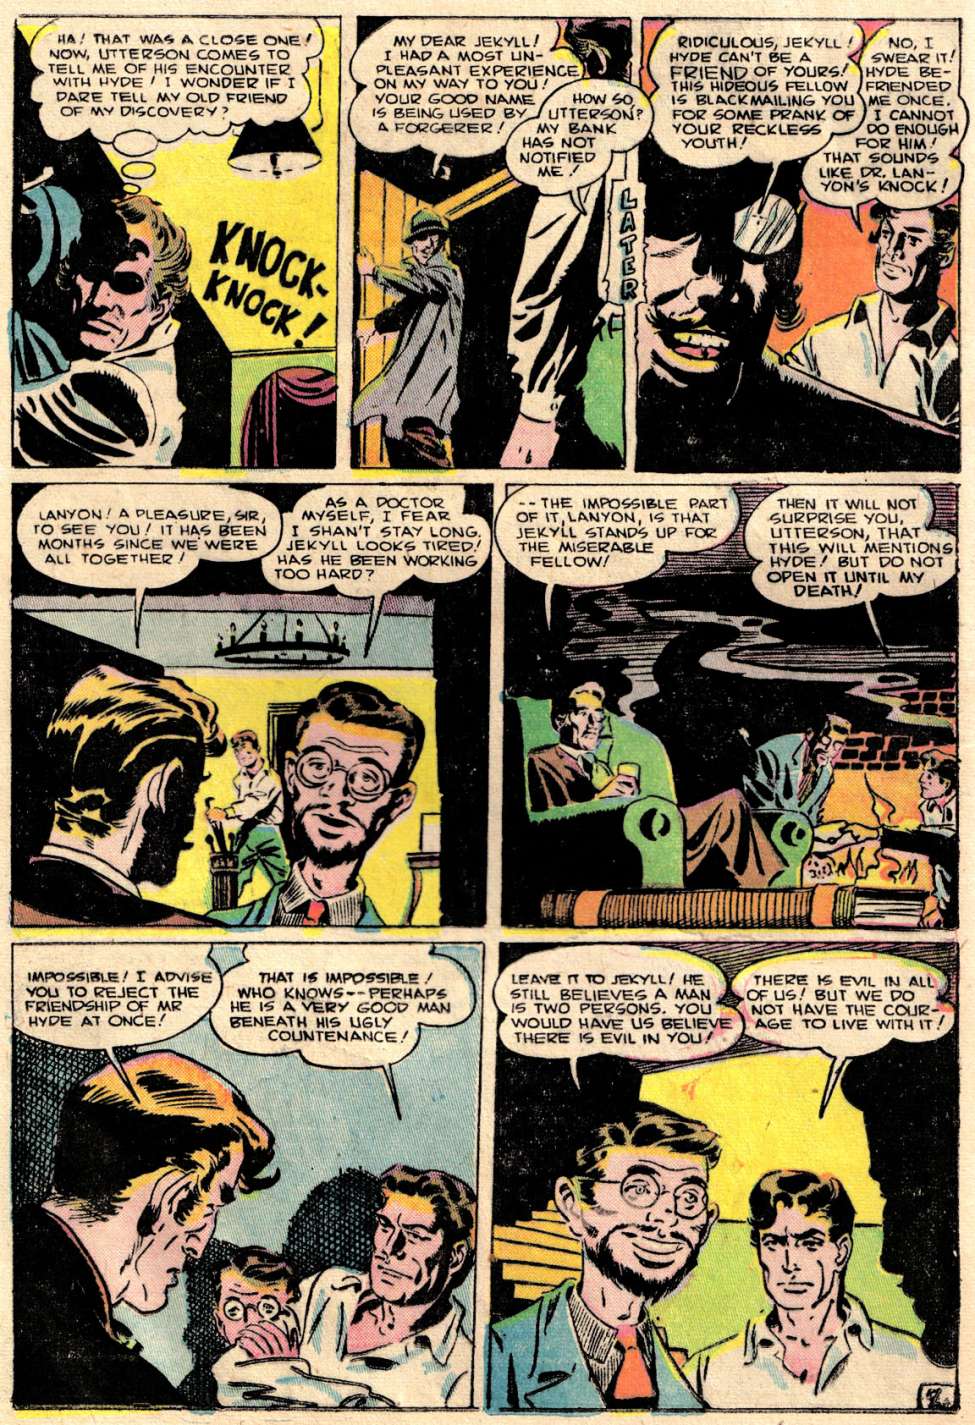 HA! THAT WAS A CLOSE ONE!
NOW, UTTERSON COMES TO
TELL ME OF HIS ENCOUNTER
WITH HYDE! I WONDER IF I
DARE TELL MY OLD FRIEND
OF MY DISCOVERY?
KNOCK-
KNOCK!
MY DEAR JEKYLL!
I HAD A MOST UN-
PLEASANT EXPERIENCE
ON MY WAY TO YOU!
YOUR GOOD NAME
IS BEING USED BY
A FORGERER!
HOW SO,
UTTERSON?
MY BANK
HAS NOT
NOTIFIED
ME!
LATER
RIDICULOUS, JEKYLL!
HYDE CAN'T BE A
FRIEND OF YOURS!
THIS HIDEOUS FELLOW
IS BLACKMAILING YOU
FOR SOME PRANK OF
YOUR RECKLESS
YOUTH!
NO, I
SWEAR IT!
HYDE BE-
FRIENDED
ME ONCE.
I CANNOT
DO ENOUGH
FOR HIM!
THAT SOUNDS
LIKE DR. LAN-
YON'S KNOCK!
LANYON! A PLEASURE, SIR,
TO SEE YOU! IT HAS BEEN
MONTHS SINCE WE WERE
ALL TOGETHER!
AS A DOCTOR
MYSELF, I FEAR
I SHAN'T STAY LONG.
JEKYLL LOOKS TIRED!
HAS HE BEEN WORKING
TOO HARD?
-- THE IMPOSSIBLE PART
OF IT, LANYON, IS THAT
JEKYLL STANDS UP FOR
THE MISERABLE
FELLOW!
THEN IT WILL NOT
SURPRISE YOU,
UTTERSON, THAT
THIS WILL MENTIONS
HYDE! BUT DO NOT
OPEN IT UNTIL MY
DEATH!
IMPOSSIBLE! I ADVISE
YOU TO REJECT THE
FRIENDSHIP OF MR
HYDE AT ONCE!
THAT IS IMPOSSIBLE!
WHO KNOWS-- PERHAPS
HE IS A VERY GOOD MAN
BENEATH HIS UGLY
COUNTENANCE!
LEAVE IT TO JEKYLL! HE
STILL BELIEVES A MAN
IS TWO PERSONS. YOU
WOULD HAVE US BELIEVE
THERE IS EVIL IN YOU!
THERE IS EVIL IN ALL
OF US! BUT WE DO
NOT HAVE THE COUR-
AGE TO LIVE WITH IT!